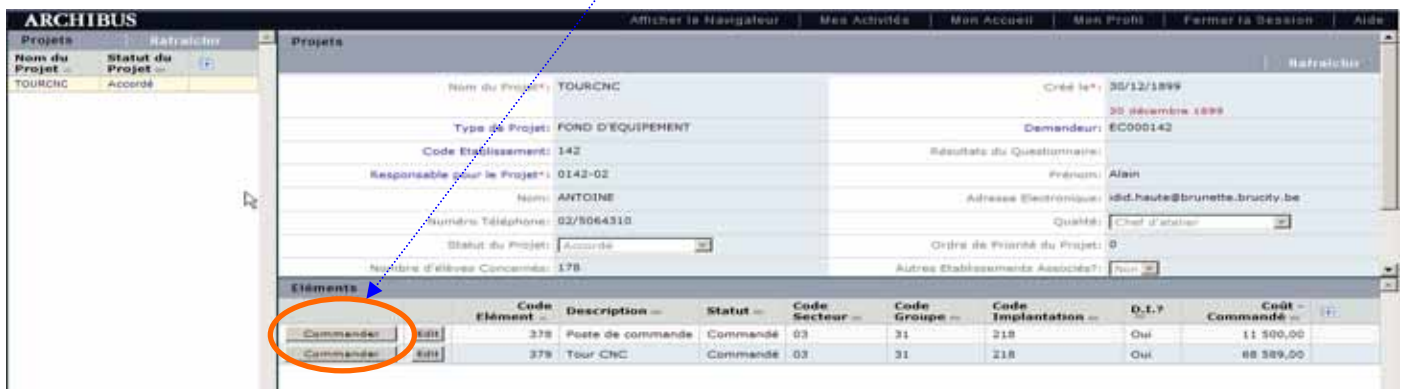 ARCHIBUS Afficher le Navigateur | Mes Activités | Mon Accueil | Mon Profil | Fermer la Session | Aide
Projets Rafraîchir
Nom du Projet Statut du Projet
TOURCNC Accordé
Projets
Rafraîchir
Nom du Projet*: TOURCNC Créé le*: 30/12/1899
30 décembre 1899
Type de Projet: FOND D'EQUIPEMENT Demandeur: EC000142
Code Etablissement: 142 Résultats du Questionnaire:
Responsable pour le Projet*: 0142-02 Prénom: Alain
Nom: ANTOINE Adresse Electronique: idid.haute@brunette.brucity.be
Numéro Téléphone: 02/5064310 Qualité: Chef d'atelier
Statut du Projet: Accordé Ordre de Priorité du Projet: 0
Nombre d'élèves Concernés: 178 Autres Etablissements Associés?: Non
Eléments
Code Elément Description Statut Code Secteur Code Groupe Code Implantation D.I.? Coût Commandé
Commander Edit 378 Poste de commande Commandé 03 31 218 Oui 11 500,00
Commander Edit 379 Tour CNC Commandé 03 31 218 Oui 68 589,00